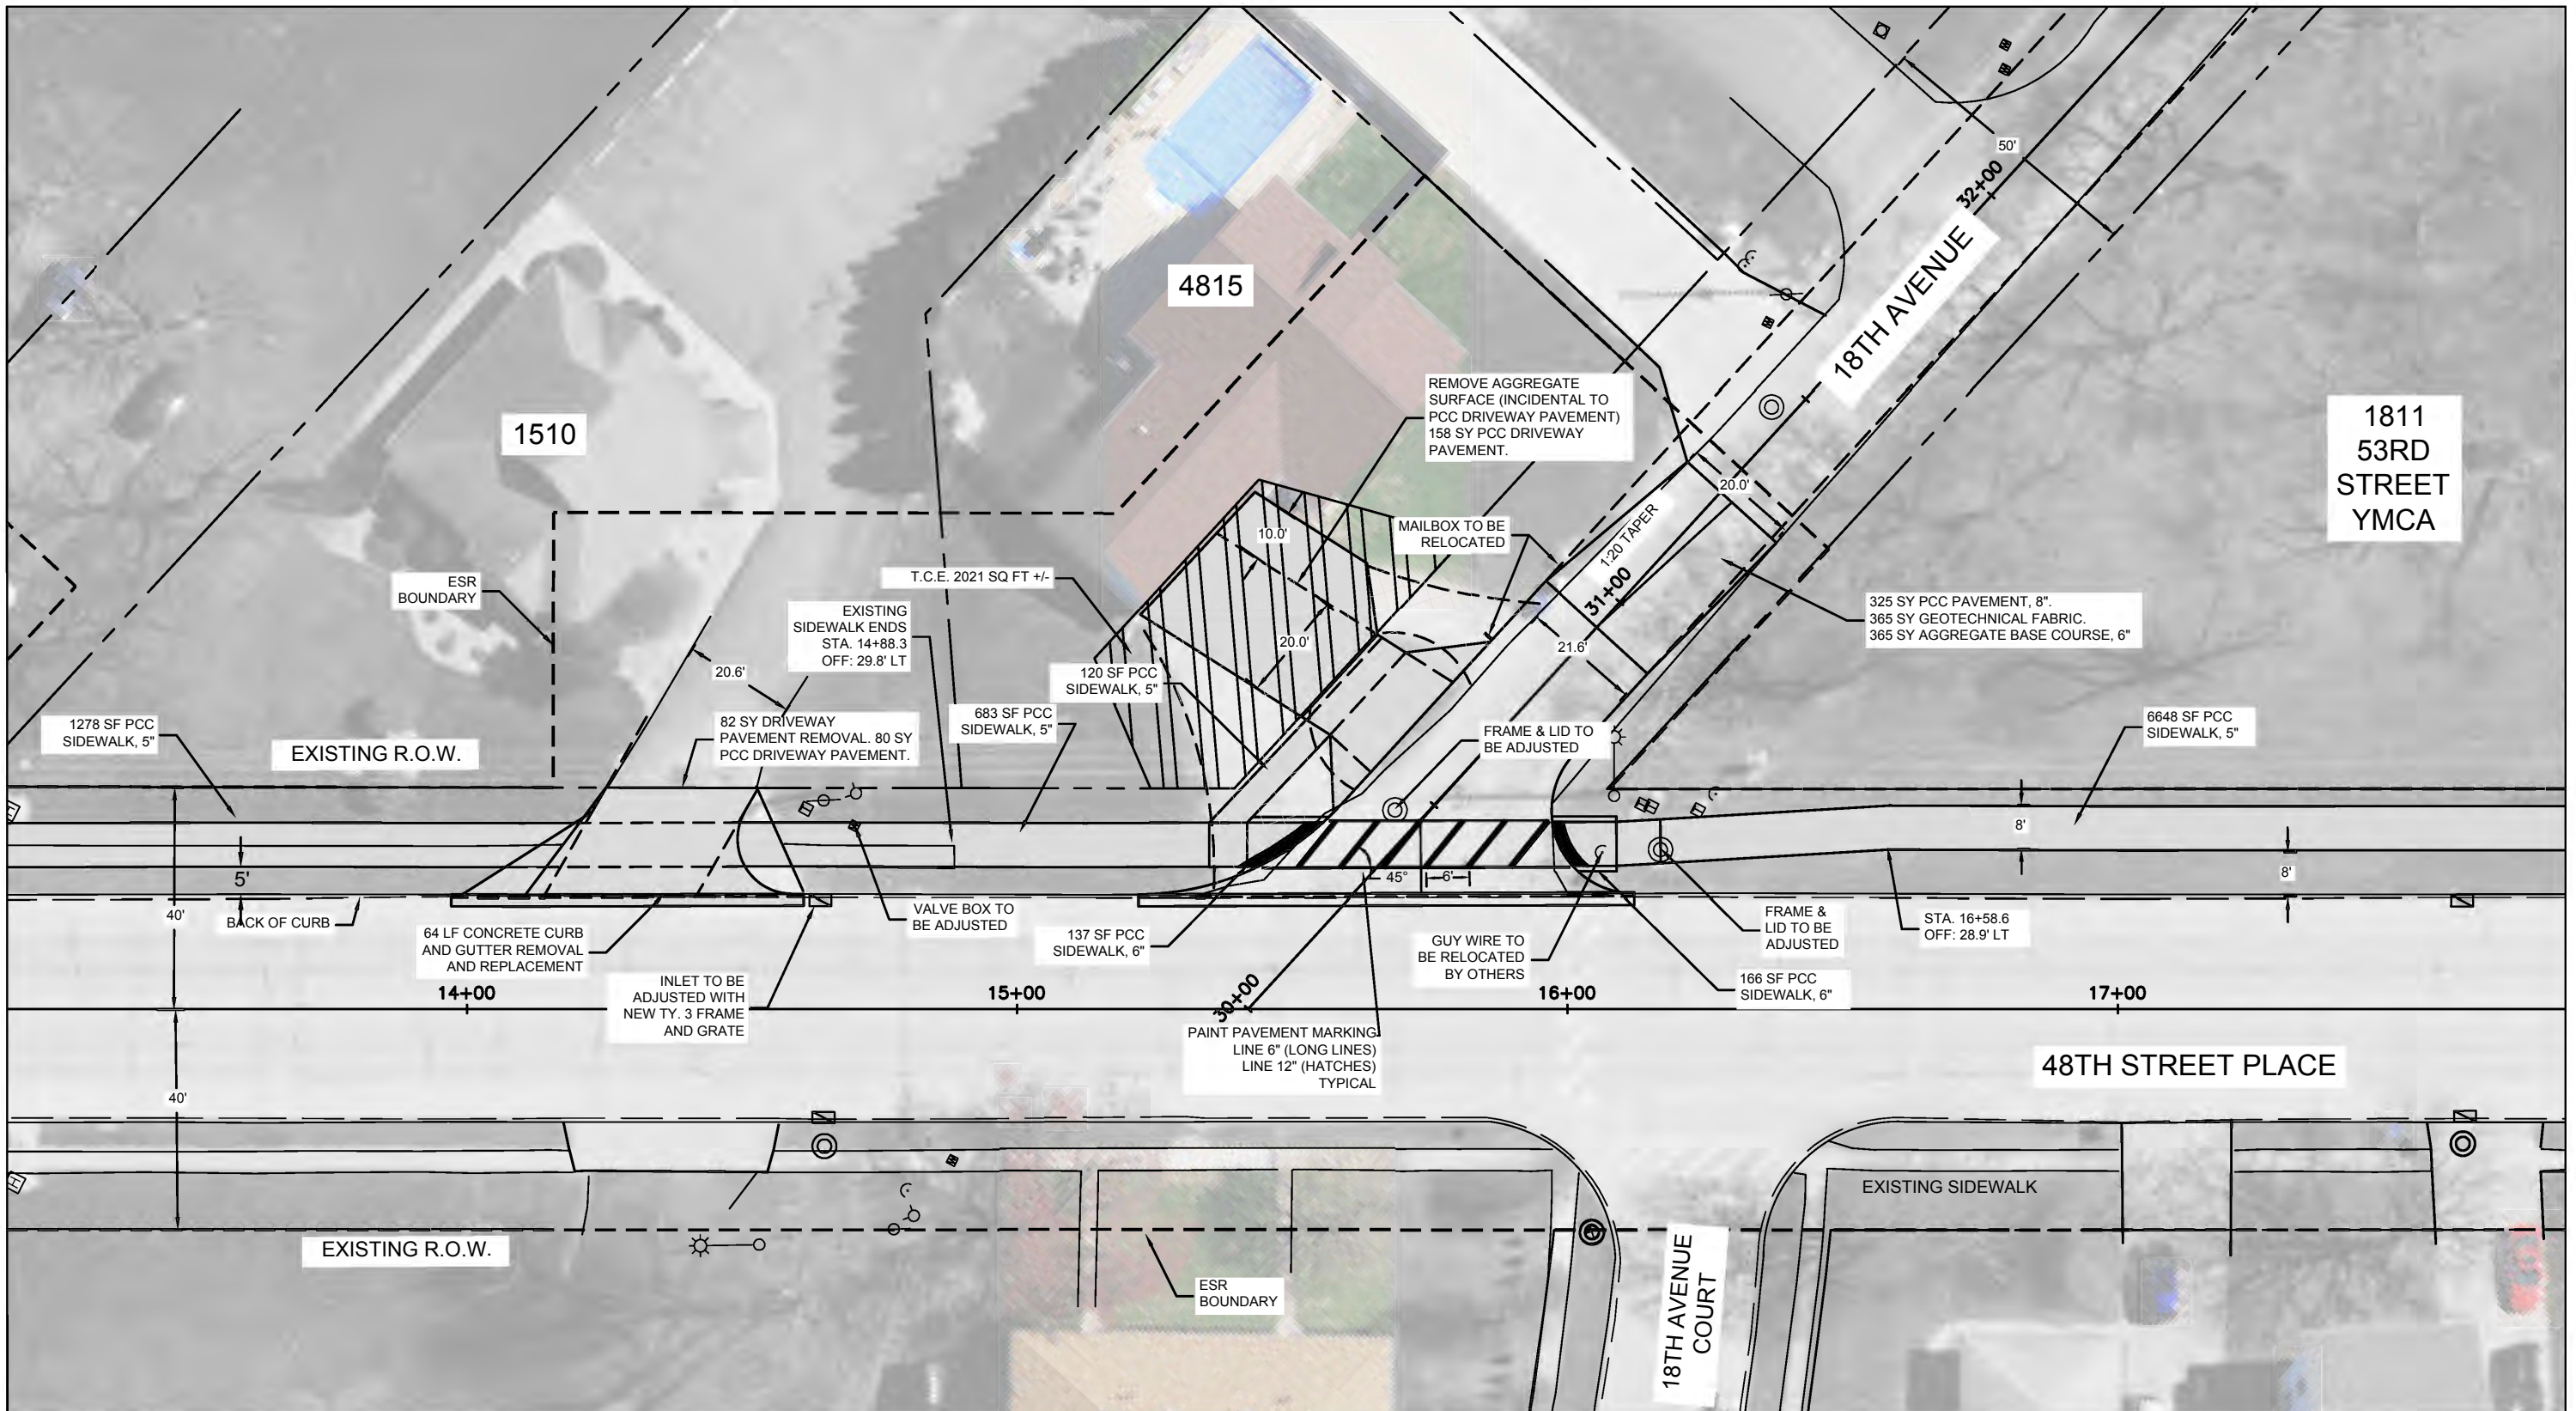 50'
32+00
18TH AVENUE
4815
1510
1811
53RD
STREET
YMCA
REMOVE AGGREGATE
SURFACE (INCIDENTAL TO
PCC DRIVEWAY PAVEMENT)
158 SY PCC DRIVEWAY
PAVEMENT.
20.0'
MAILBOX TO BE
RELOCATED
1:20 TAPER
10.0'
31+00
T.C.E. 2021 SQ FT +/-
ESR
BOUNDARY
EXISTING
SIDEWALK ENDS
STA. 14+88.3
OFF: 29.8' LT
325 SY PCC PAVEMENT, 8".
365 SY GEOTECHNICAL FABRIC.
365 SY AGGREGATE BASE COURSE, 6"
20.0'
21.6'
20.6'
120 SF PCC
SIDEWALK, 5"
1278 SF PCC
SIDEWALK, 5"
82 SY DRIVEWAY
PAVEMENT REMOVAL. 80 SY
PCC DRIVEWAY PAVEMENT.
683 SF PCC
SIDEWALK, 5"
FRAME & LID TO
BE ADJUSTED
6648 SF PCC
SIDEWALK, 5"
EXISTING R.O.W.
8'
5'
45°
6'
8'
40'
BACK OF CURB
64 LF CONCRETE CURB
AND GUTTER REMOVAL
AND REPLACEMENT
VALVE BOX TO
BE ADJUSTED
137 SF PCC
SIDEWALK, 6"
GUY WIRE TO
BE RELOCATED
BY OTHERS
FRAME &
LID TO BE
ADJUSTED
STA. 16+58.6
OFF: 28.9' LT
INLET TO BE
ADJUSTED WITH
NEW TY. 3 FRAME
AND GRATE
166 SF PCC
SIDEWALK, 6"
14+00
15+00
30+00
16+00
17+00
PAINT PAVEMENT MARKING
LINE 6" (LONG LINES)
LINE 12" (HATCHES)
TYPICAL
48TH STREET PLACE
40'
EXISTING SIDEWALK
EXISTING R.O.W.
ESR
BOUNDARY
18TH AVENUE
COURT